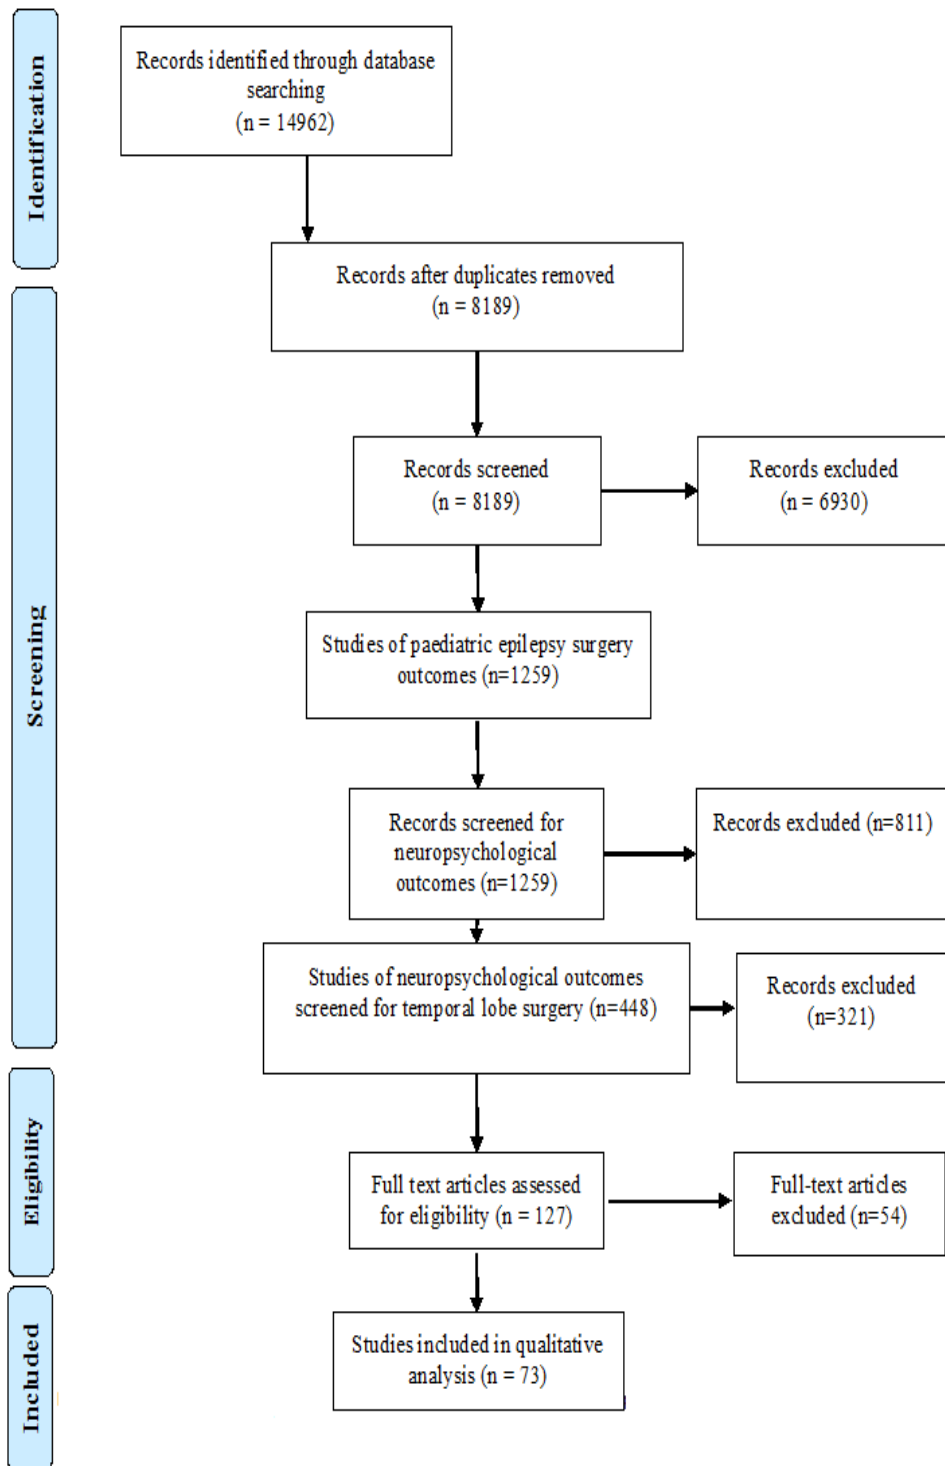 Identification
Records identified through database
searching
(n = 14962)
Records after duplicates removed
(n = 8189)
Screening
Records screened
(n = 8189)
Records excluded
(n = 6930)
Studies of paediatric epilepsy surgery
outcomes (n=1259)
Records screened for
neuropsychological
outcomes (n=1259)
Records excluded (n=811)
Studies of neuropsychological outcomes
screened for temporal lobe surgery (n=448)
Records excluded
(n=321)
Eligibility
Full text articles assessed
for eligibility (n = 127)
Full-text articles
excluded (n=54)
Included
Studies included in qualitative
analysis (n = 73)